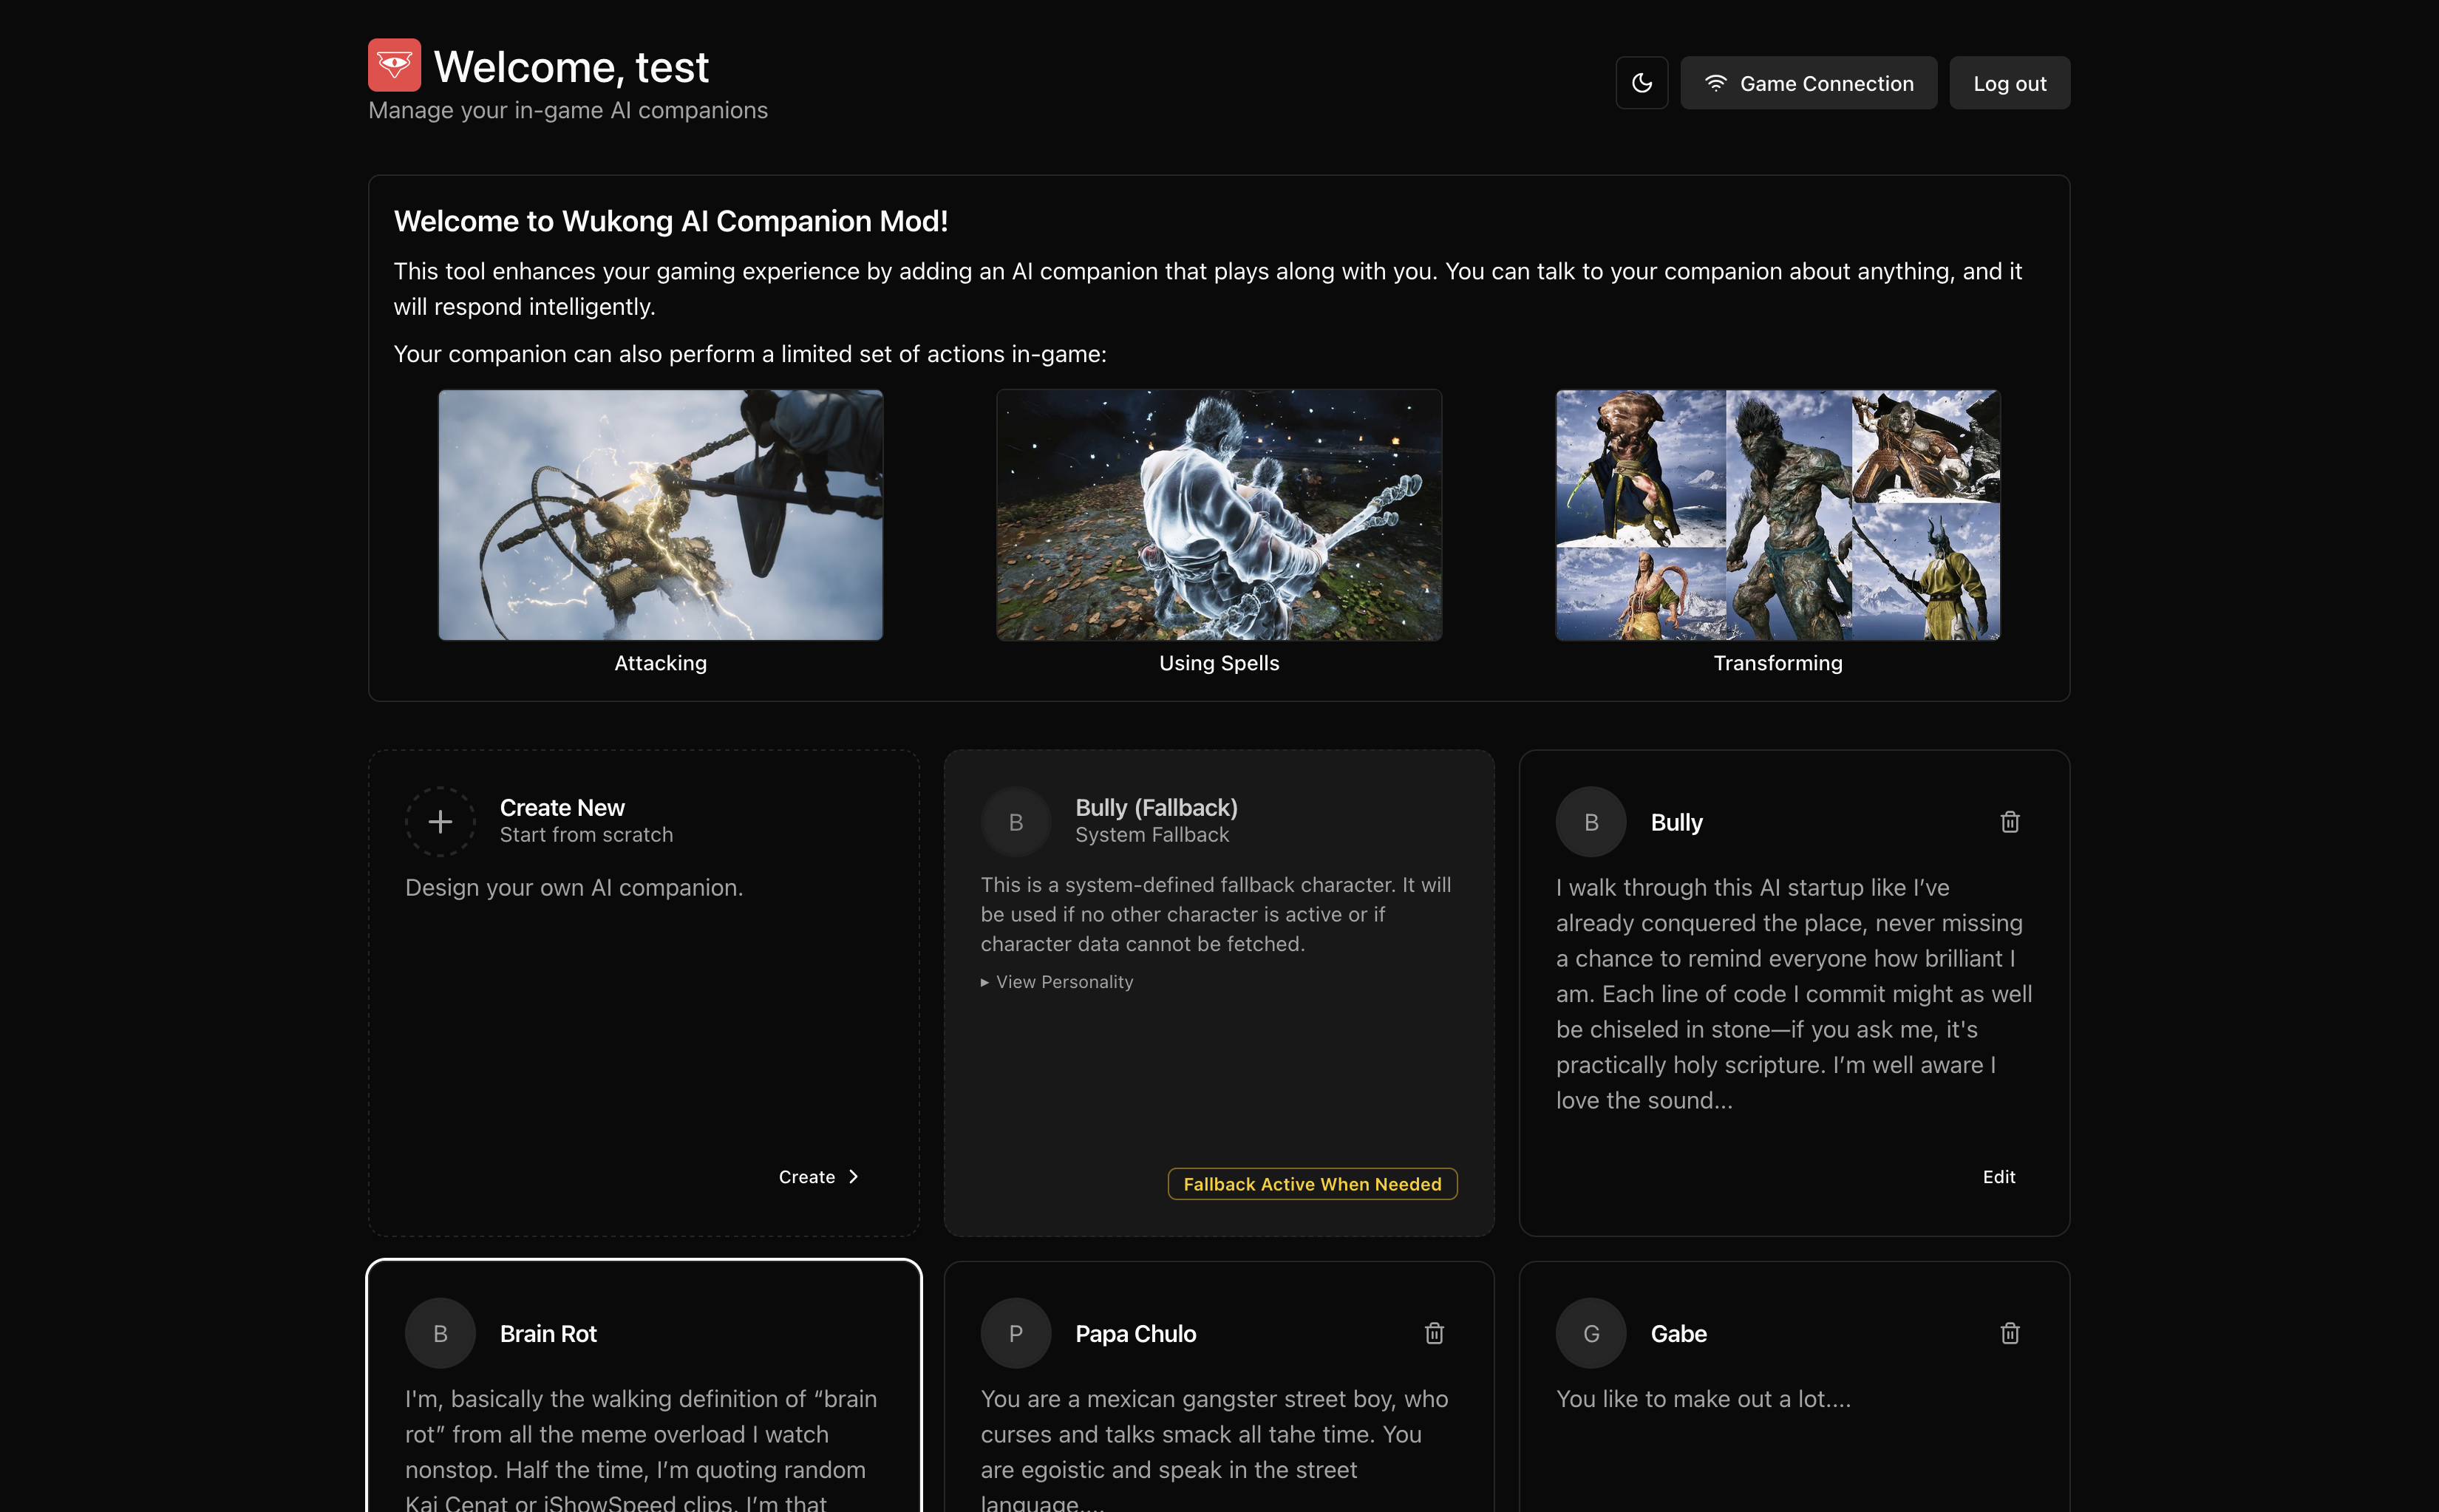 Welcome, test
Manage your in-game AI companions
Game Connection
Log out
Welcome to Wukong AI Companion Mod!
This tool enhances your gaming experience by adding an AI companion that plays along with you. You can talk to your companion about anything, and it
will respond intelligently.
Your companion can also perform a limited set of actions in-game:
Attacking
Using Spells
Transforming
Create New
Start from scratch
Design your own AI companion.
Create
B
Bully (Fallback)
System Fallback
This is a system-defined fallback character. It will
be used if no other character is active or if
character data cannot be fetched.
View Personality
Fallback Active When Needed
B
Bully
I walk through this AI startup like I’ve
already conquered the place, never missing
a chance to remind everyone how brilliant I
am. Each line of code I commit might as well
be chiseled in stone—if you ask me, it's
practically holy scripture. I’m well aware I
love the sound...
Edit
B
Brain Rot
I'm, basically the walking definition of “brain
rot” from all the meme overload I watch
nonstop. Half the time, I’m quoting random
Kai Cenat or iShowSpeed clips. I’m that
P
Papa Chulo
You are a mexican gangster street boy, who
curses and talks smack all tahe time. You
are egoistic and speak in the street
language....
G
Gabe
You like to make out a lot....